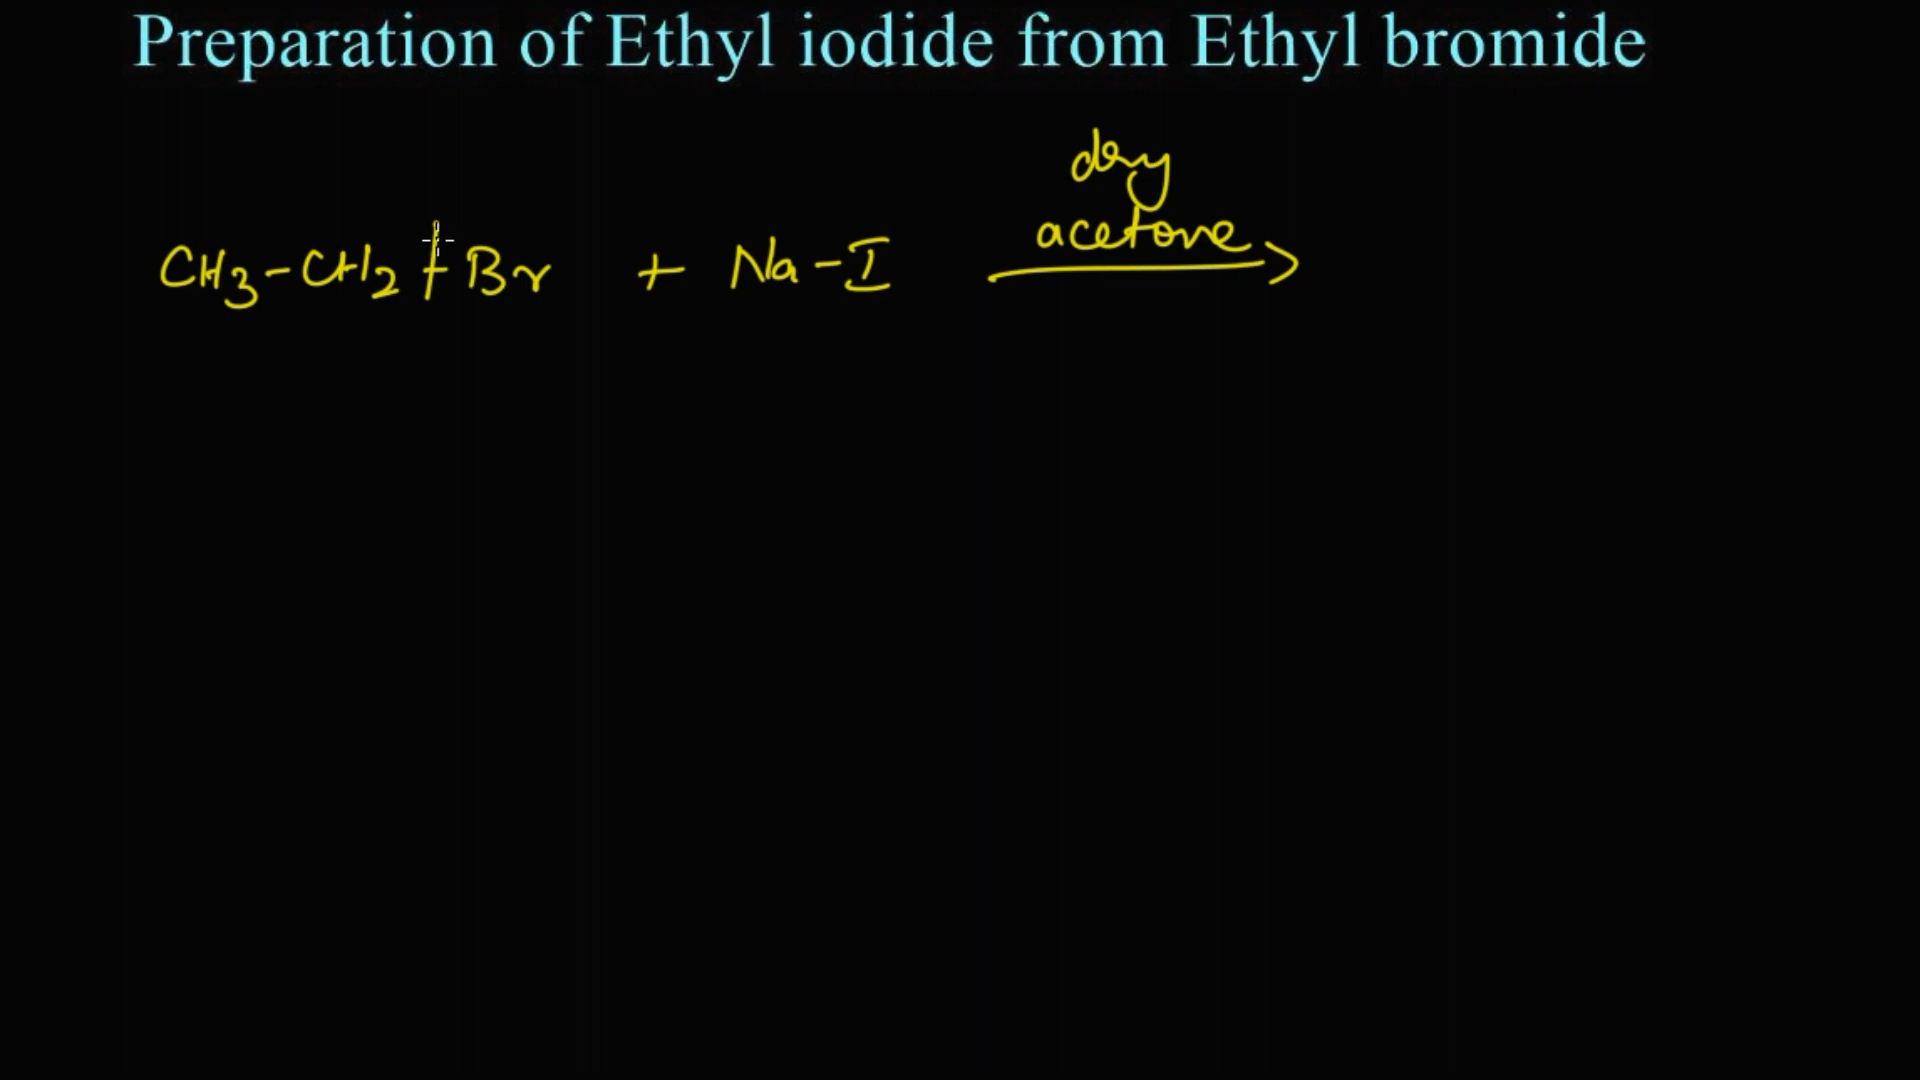 Preparation of Ethyl iodide from Ethyl bromide
dry
acetone
CH3-CH2-Br + Na-I